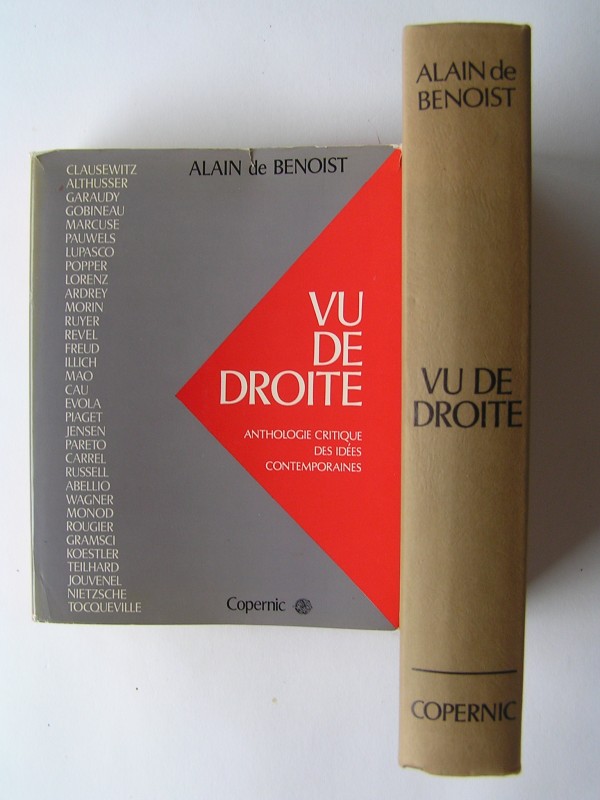 ALAIN de BENOIST
CLAUSEWITZ
ALTHUSSER
GARAUDY
GOBINEAU
MARCUSE
PAUWELS
LUPASCO
POPPER
LORENZ
ARDREY
MORIN
RUYER
REVEL
FREUD
ILLICH
MAO
CAU
EVOLA
PIAGET
JENSEN
PARETO
CARREL
RUSSELL
ABELLIO
WAGNER
MONOD
ROUGIER
GRAMSCI
KOESTLER
TEILHARD
JOUVENEL
NIETZSCHE
TOCQUEVILLE
VU
DE
DROITE
ANTHOLOGIE CRITIQUE
DES IDÉES
CONTEMPORAINES
Copernic
ALAIN de
BENOIST
VU DE
DROITE
COPERNIC